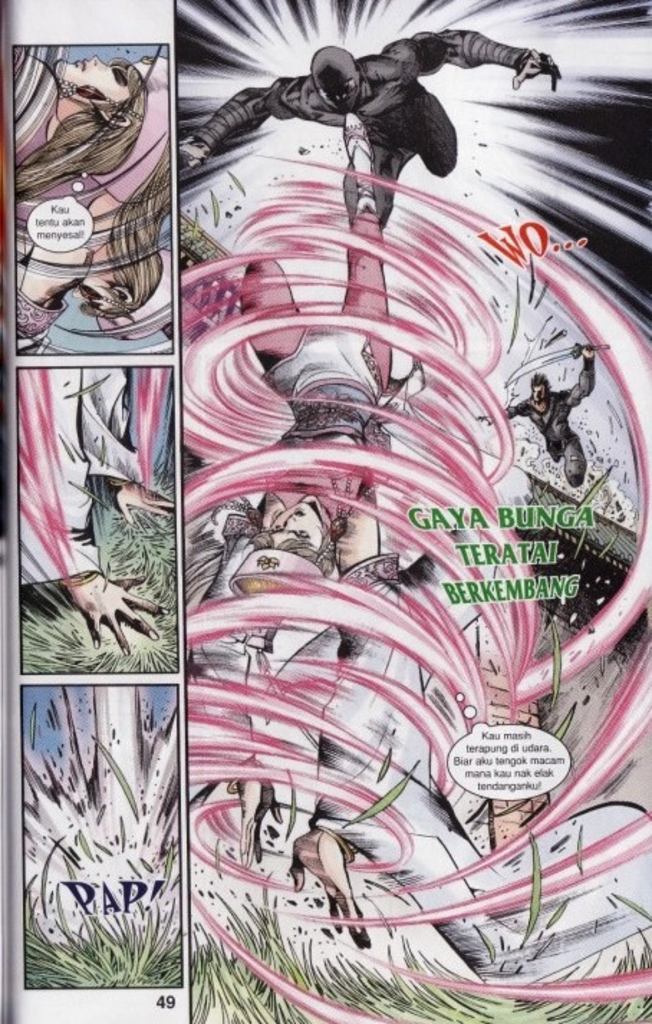 Kau
tentu akan
menyesal!
PAP!
WO...
GAYA BUNGA
TERATAI
BERKEMBANG
Kau masih
terapung di udara.
Biar aku tengok macam
mana kau nak elak
tendanganku!
49